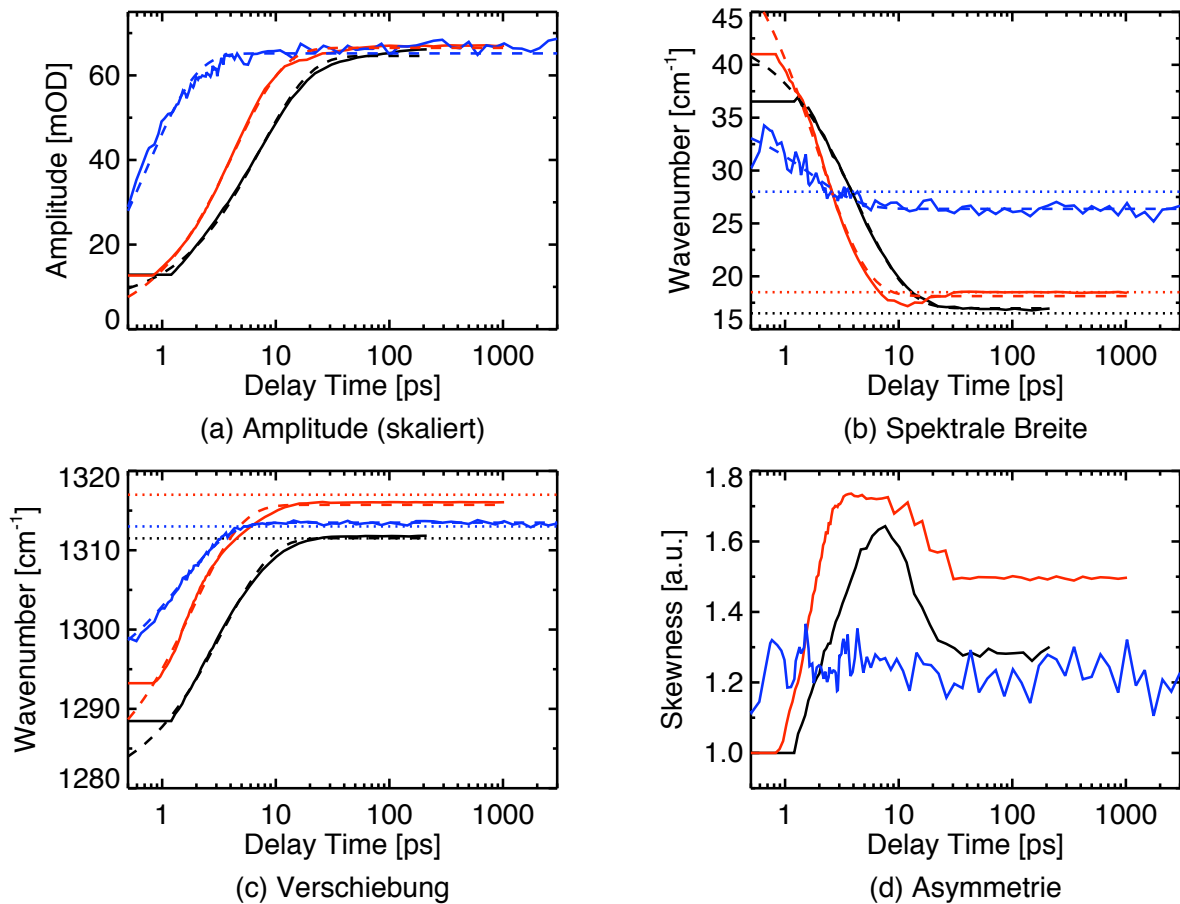 60
40
20
0
Amplitude [mOD]
1 10 100 1000
Delay Time [ps]
(a) Amplitude (skaliert)
45
40
35
30
25
20
15
Wavenumber [cm-1]
1 10 100 1000
Delay Time [ps]
(b) Spektrale Breite
1320
1310
1300
1290
1280
Wavenumber [cm-1]
1 10 100 1000
Delay Time [ps]
(c) Verschiebung
1.8
1.6
1.4
1.2
1.0
Skewness [a.u.]
1 10 100 1000
Delay Time [ps]
(d) Asymmetrie